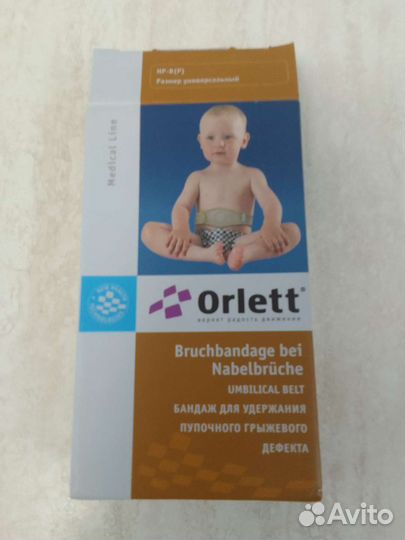 HP-8(P)
Размер универсальный
Medical Line
Orlett®
вернет радость движения
Bruchbandage bei
Nabelbrüche
UMBILICAL BELT
БАНДАЖ ДЛЯ УДЕРЖАНИЯ
ПУПОЧНОГО ГРЫЖЕВОГО
ДЕФЕКТА
Avito